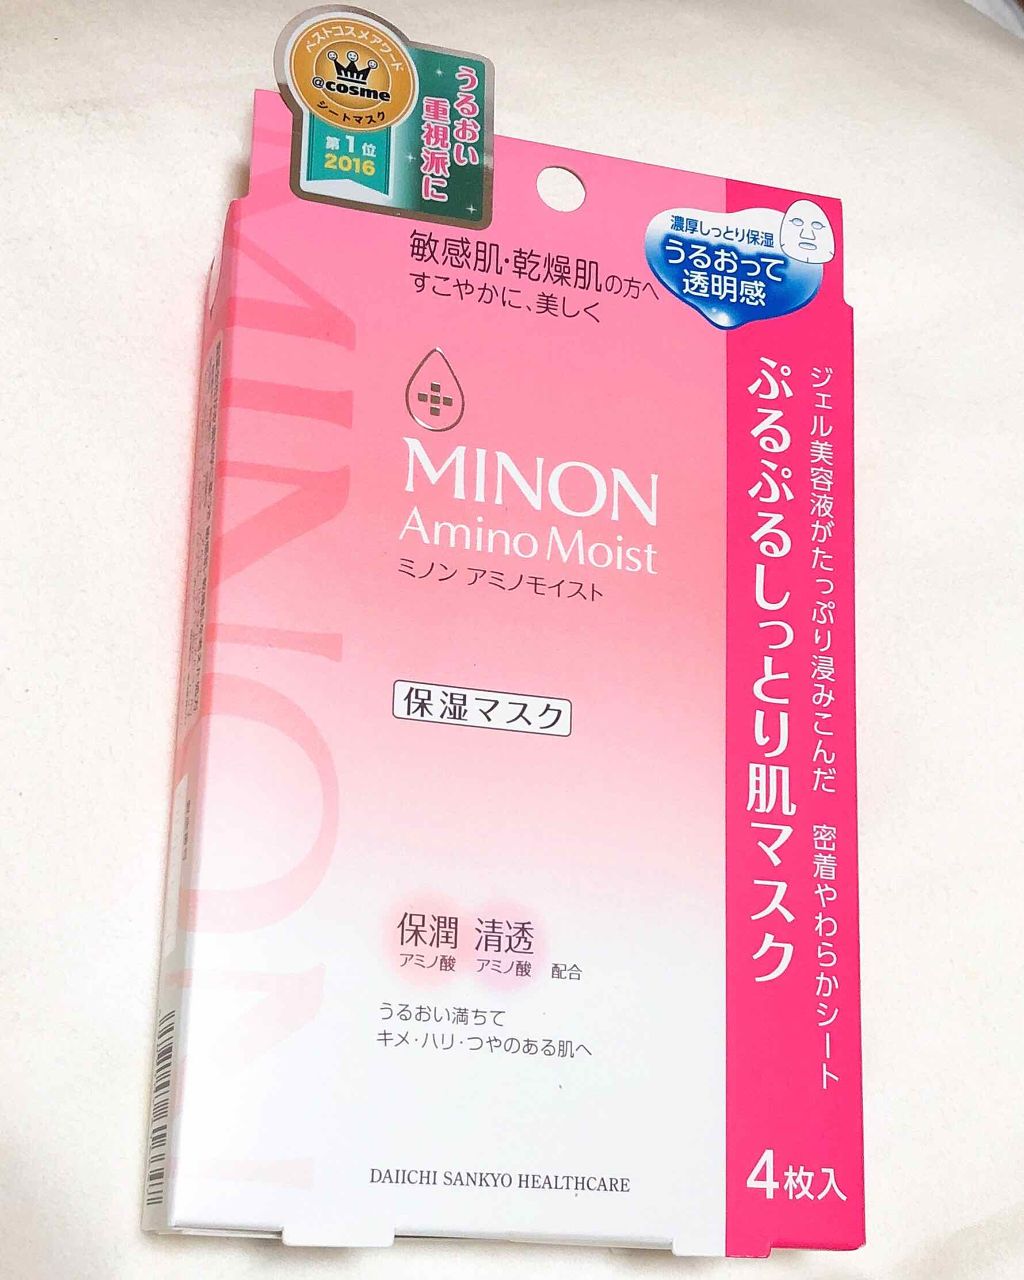 ベストコスメアワード
@cosme
シートマスク
第1位
2016
うるおい
重視派に
敏感肌・乾燥肌の方へ
すこやかに、美しく
濃厚しっとり保湿
うるおって
透明感
MINON
Amino Moist
ミノン アミノモイスト
保湿マスク
ジェル美容液がたっぷり浸みこんだ 密着やわらかシート
ぷるぷるしっとり肌マスク
保潤 清透
アミノ酸 アミノ酸 配合
うるおい満ちて
キメ・ハリ・つやのある肌へ
DAIICHI SANKYO HEALTHCARE
4枚入
MINON